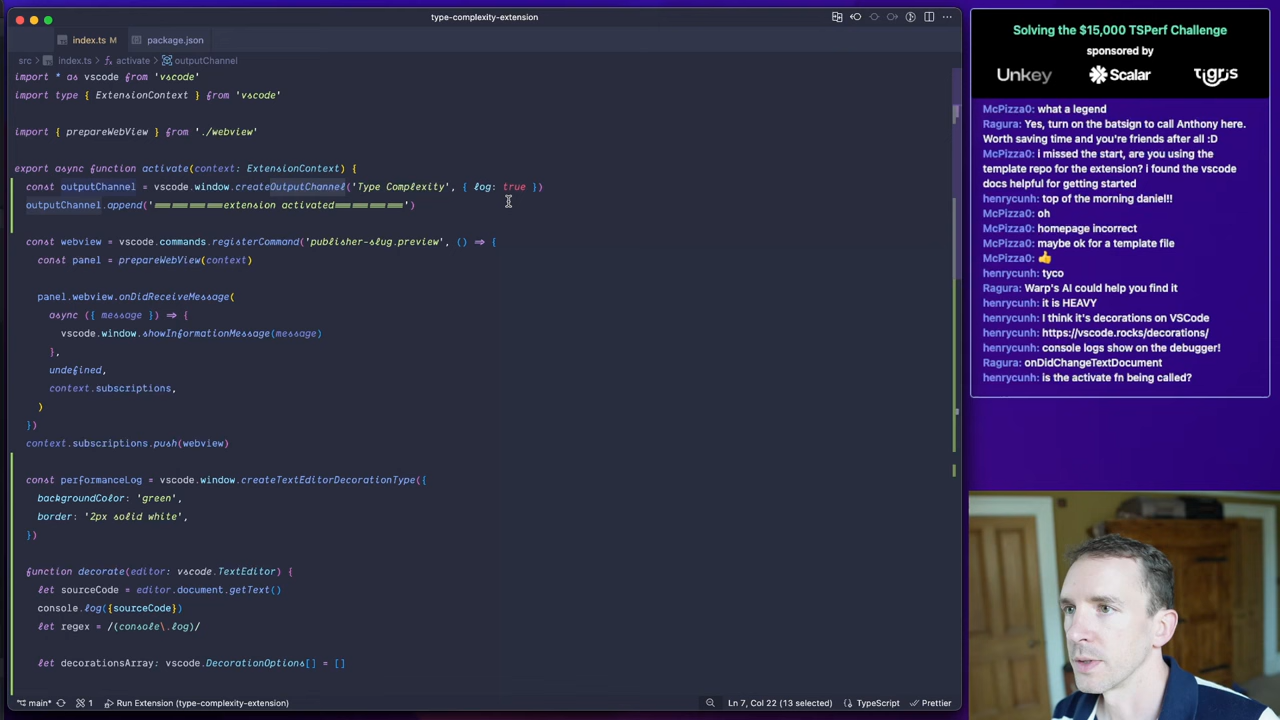 type-complexity-extension
index.ts M
package.json
src > index.ts > activate > outputChannel
import * as vscode from 'vscode'
import type { ExtensionContext } from 'vscode'
import { prepareWebView } from './webview'
export async function activate(context: ExtensionContext) {
const outputChannel = vscode.window.createOutputChannel('Type Complexity', { log: true })
outputChannel.append('==========extension activated==========')
const webview = vscode.commands.registerCommand('publisher-slug.preview', () => {
const panel = prepareWebView(context)
panel.webview.onDidReceiveMessage(
async ({ message }) => {
vscode.window.showInformationMessage(message)
},
undefined,
context.subscriptions,
)
})
context.subscriptions.push(webview)
const performanceLog = vscode.window.createTextEditorDecorationType({
backgroundColor: 'green',
border: '2px solid white',
})
function decorate(editor: vscode.TextEditor) {
let sourceCode = editor.document.getText()
console.log({sourceCode})
let regex = /(console\.log)/
let decorationsArray: vscode.DecorationOptions[] = []
main* 1 Run Extension (type-complexity-extension) Ln 7, Col 22 (13 selected) TypeScript Prettier
Solving the $15,000 TSPerf Challenge
sponsored by
Unkey Scalar tigris
McPizza0: what a legend
Ragura: Yes, turn on the batsign to call Anthony here.
Worth saving time and you're friends after all :D
McPizza0: i missed the start, are you using the
template repo for the extension? i found the vscode
docs helpful for getting started
henrycunh: top of the morning daniel!!
McPizza0: oh
McPizza0: homepage incorrect
McPizza0: maybe ok for a template file
McPizza0: 👍
henrycunh: tyco
Ragura: Warp's AI could help you find it
henrycunh: it is HEAVY
henrycunh: I think it's decorations on VSCode
henrycunh: https://vscode.rocks/decorations/
henrycunh: console logs show on the debugger!
Ragura: onDidChangeTextDocument
henrycunh: is the activate fn being called?